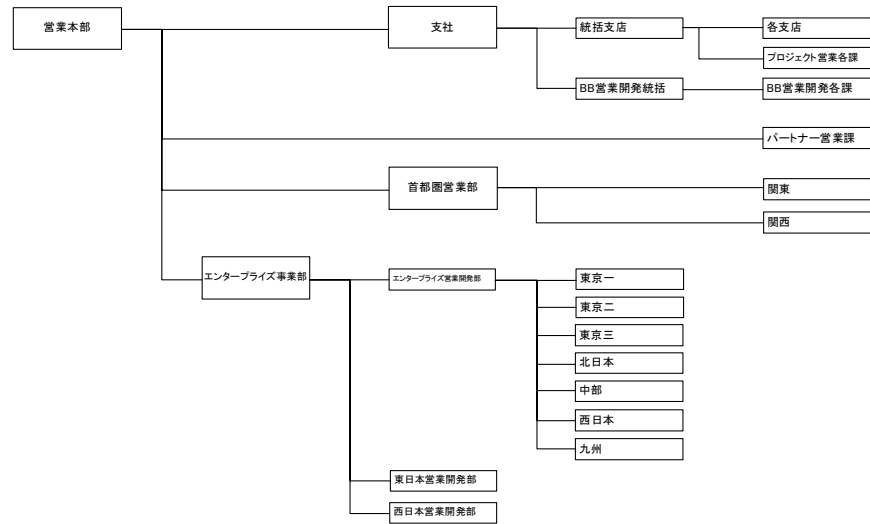 営業本部
支社
統括支店
各支店
プロジェクト営業各課
BB営業開発統括
BB営業開発各課
パートナー営業課
首都圏営業部
関東
関西
エンタープライズ事業部
エンタープライズ営業開発部
東京一
東京二
東京三
北日本
中部
西日本
九州
東日本営業開発部
西日本営業開発部